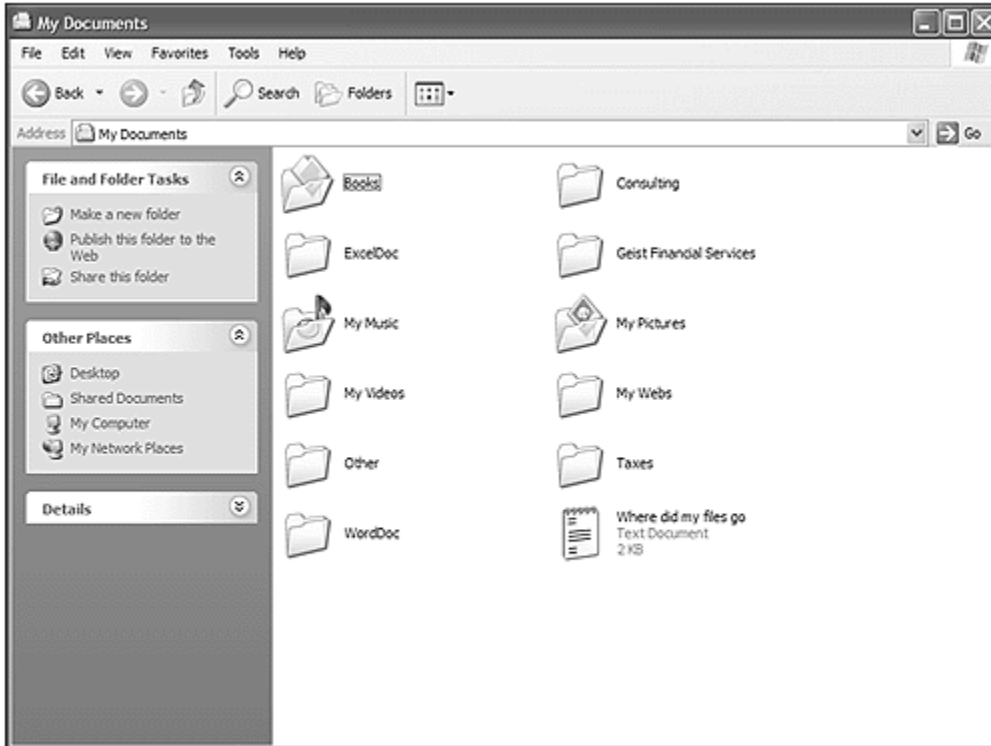 My Documents
File Edit View Favorites Tools Help
Back Search Folders
Address My Documents Go
File and Folder Tasks
Make a new folder
Publish this folder to the
Web
Share this folder
Other Places
Desktop
Shared Documents
My Computer
My Network Places
Details
Books Consulting
ExcelDoc Geist Financial Services
My Music My Pictures
My Videos My Webs
Other Taxes
WordDoc Where did my files go
Text Document
2 KB